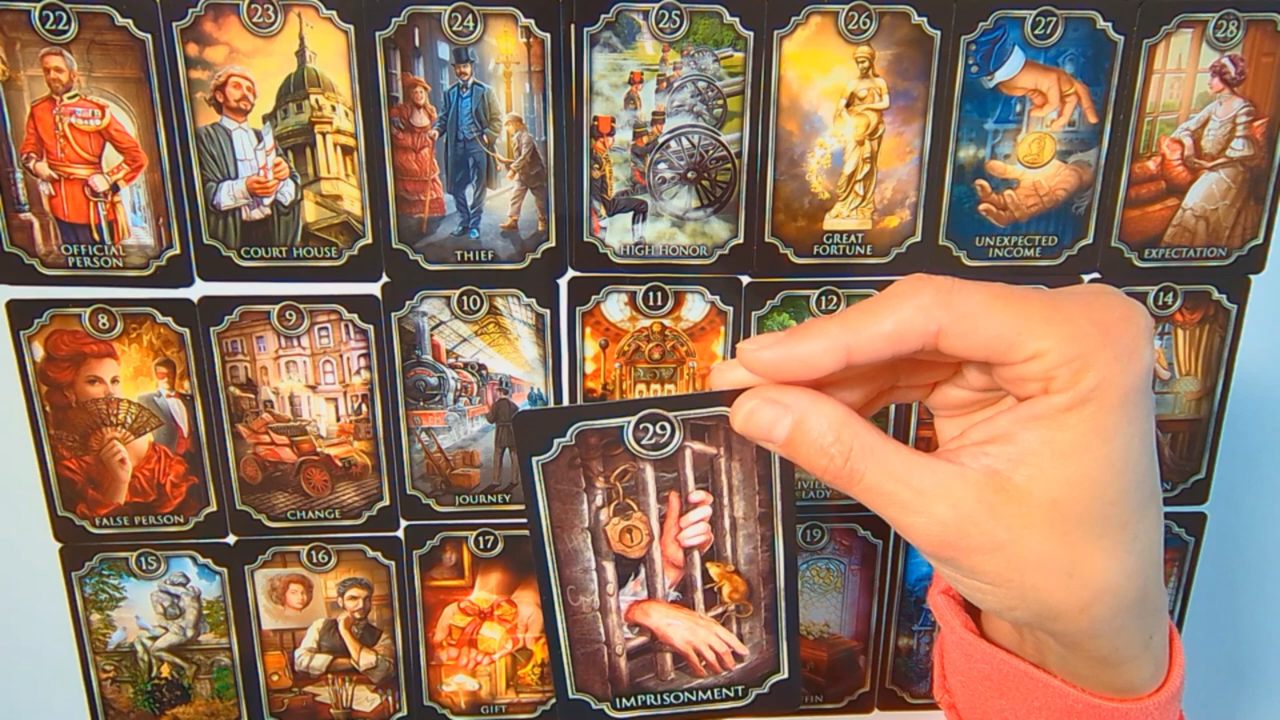 22
OFFICIAL
PERSON
23
COURT HOUSE
24
THIEF
25
HIGH HONOR
26
GREAT
FORTUNE
27
UNEXPECTED
INCOME
28
EXPECTATION
8
FALSE PERSON
9
CHANGE
10
JOURNEY
11
12
LADY
14
15
16
17
GIFT
19
29
IMPRISONMENT